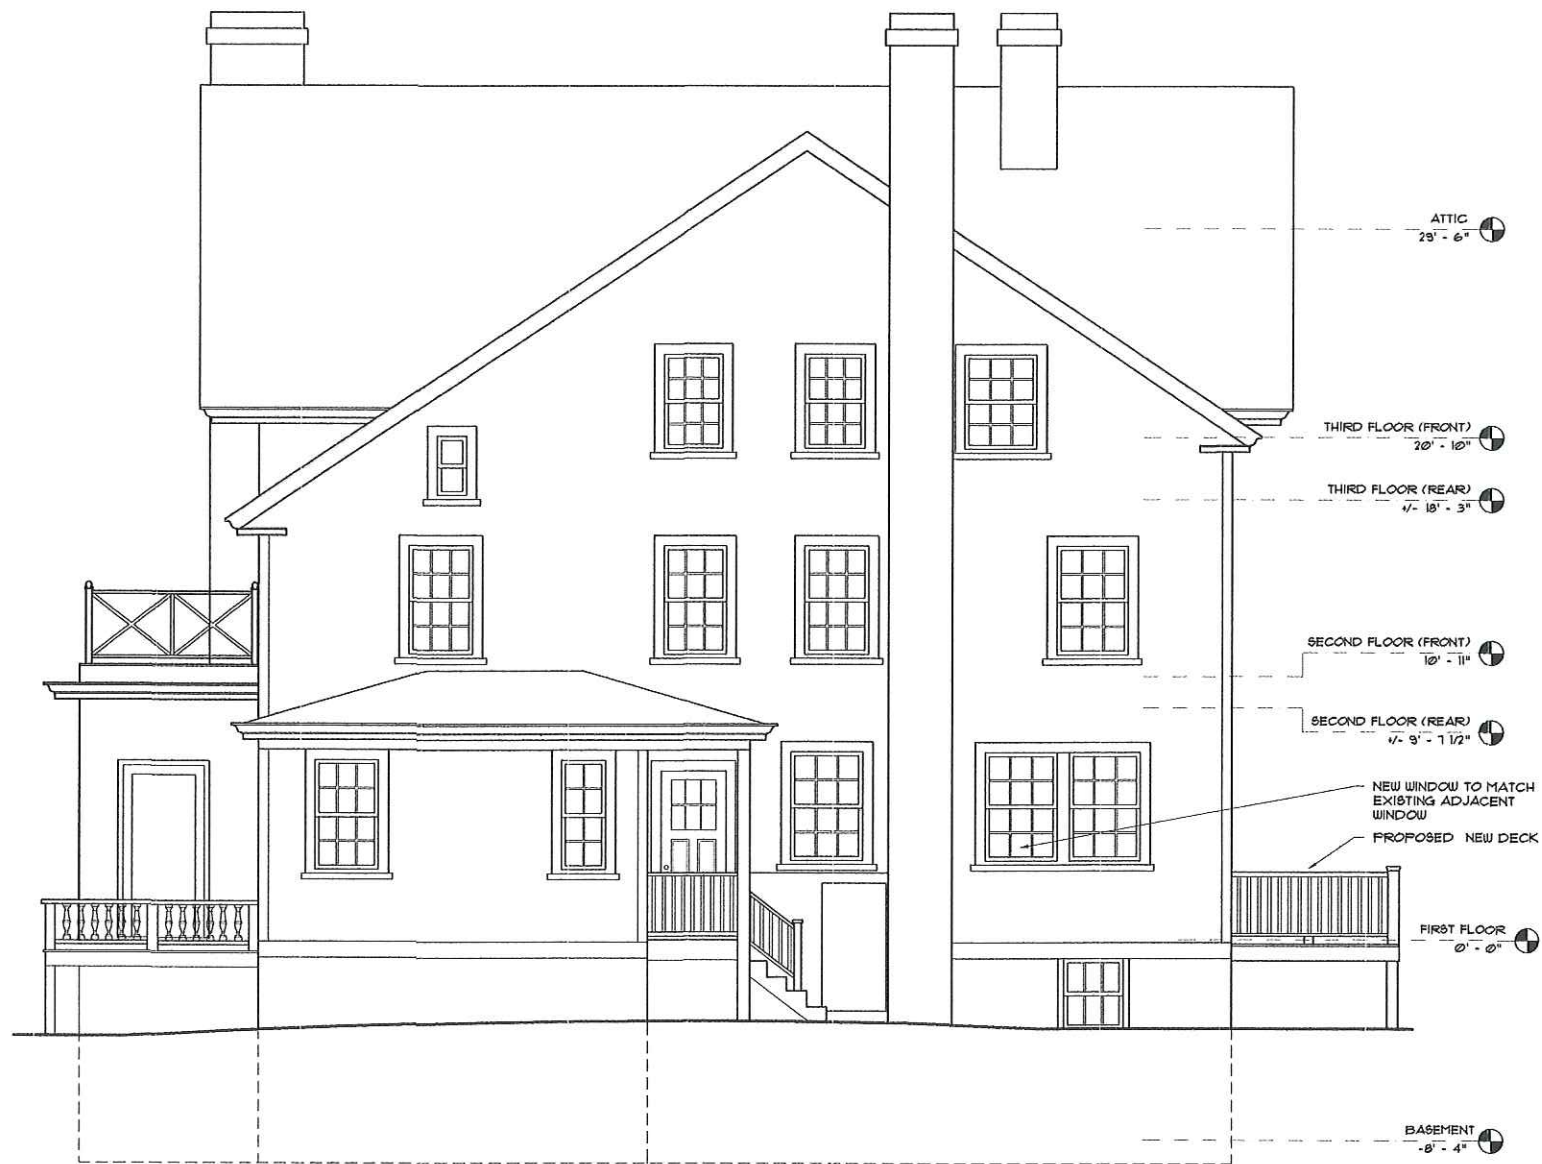 ATTIC
29' - 6"
THIRD FLOOR (FRONT)
20' - 10"
THIRD FLOOR (REAR)
+/- 18' - 3"
SECOND FLOOR (FRONT)
10' - 11"
SECOND FLOOR (REAR)
+/- 9' - 7 1/2"
NEW WINDOW TO MATCH
EXISTING ADJACENT
WINDOW
PROPOSED NEW DECK
FIRST FLOOR
0' - 0"
BASEMENT
-8' - 4"